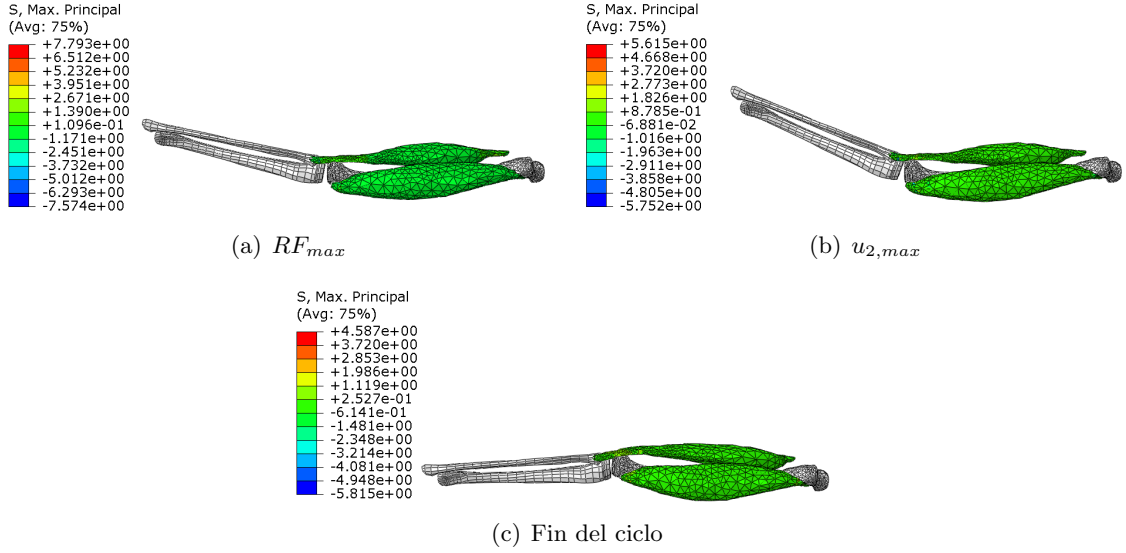 S, Max. Principal
(Avg: 75%)
+7.793e+00
+6.512e+00
+5.232e+00
+3.951e+00
+2.671e+00
+1.390e+00
+1.096e-01
-1.171e+00
-2.451e+00
-3.732e+00
-5.012e+00
-6.293e+00
-7.574e+00
(a) RF_{max}
S, Max. Principal
(Avg: 75%)
+5.615e+00
+4.668e+00
+3.720e+00
+2.773e+00
+1.826e+00
+8.785e-01
-6.881e-02
-1.016e+00
-1.963e+00
-2.911e+00
-3.858e+00
-4.805e+00
-5.752e+00
(b) u_{2,max}
S, Max. Principal
(Avg: 75%)
+4.587e+00
+3.720e+00
+2.853e+00
+1.986e+00
+1.119e+00
+2.527e-01
-6.141e-01
-1.481e+00
-2.348e+00
-3.214e+00
-4.081e+00
-4.948e+00
-5.815e+00
(c) Fin del ciclo